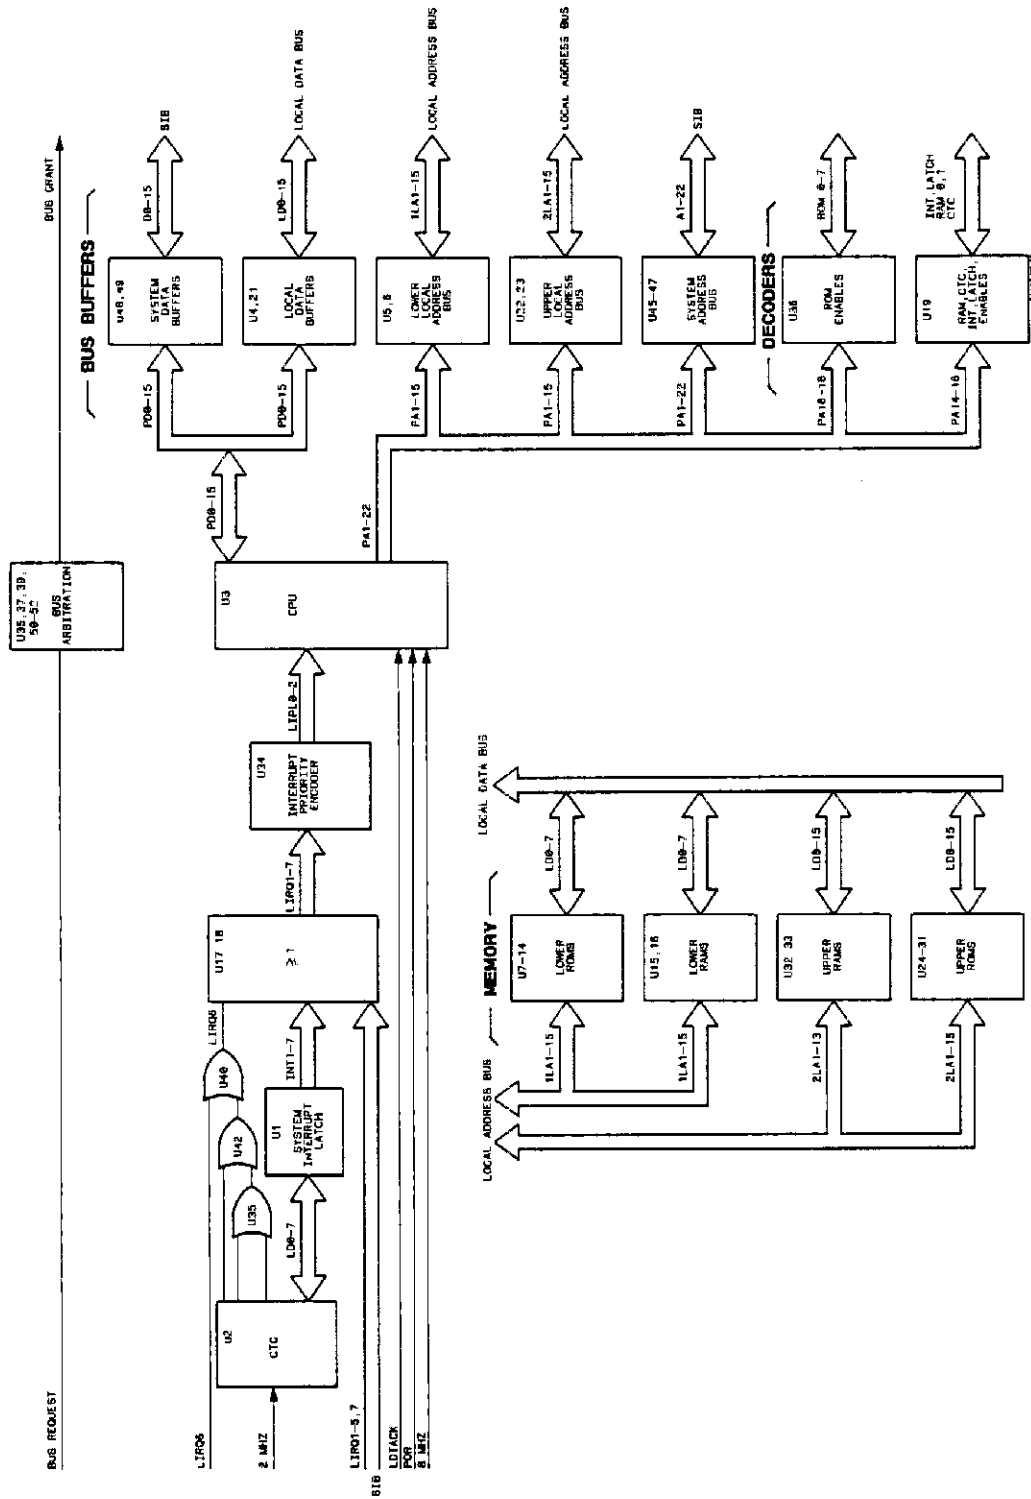 BUS REQUEST
U35,37,39,
50-52
BUS
ARBITRATION
BUS GRANT
BUS BUFFERS
LIRQ6
2 MHZ
U2
CTC
U35
U42
U40
LIRQ6
LD0-7
U1
SYSTEM
INTERRUPT
LATCH
INT1-7
U17,18
≥1
LIRQ1-7
U34
INTERRUPT
PRIORITY
ENCODER
LIPL0-2
U3
CPU
LIRQ1-5,7
SIB
LDTACK
POR
8 MHZ
PD0-15
PA1-22
PD0-15
U48,49
SYSTEM
DATA
BUFFERS
D0-15
SIB
PD0-15
U4,21
LOCAL
DATA
BUFFERS
LD0-15
LOCAL DATA BUS
PA1-15
U5,6
LOWER
LOCAL
ADDRESS
BUS
1LA1-15
LOCAL ADDRESS BUS
PA1-15
U22,23
UPPER
LOCAL
ADDRESS
BUS
2LA1-15
LOCAL ADDRESS BUS
PA1-22
U45-47
SYSTEM
ADDRESS
BUS
A1-22
SIB
DECODERS
PA16-18
ROM
ENABLES
ROM 0-7
PA14-18
U19
RAM,CTC,
INT,LATCH,
ENABLES
INT,LATCH
RAM 0,1
CTC
LOCAL ADDRESS BUS
MEMORY
LOCAL DATA BUS
1LA1-15
U7-14
LOWER
ROMS
LD0-7
1LA1-15
U15,16
LOWER
RAMS
LD0-7
2LA1-13
U32 33
UPPER
RAMS
LD8-15
2LA1-15
U24-31
UPPER
ROMS
LD8-15